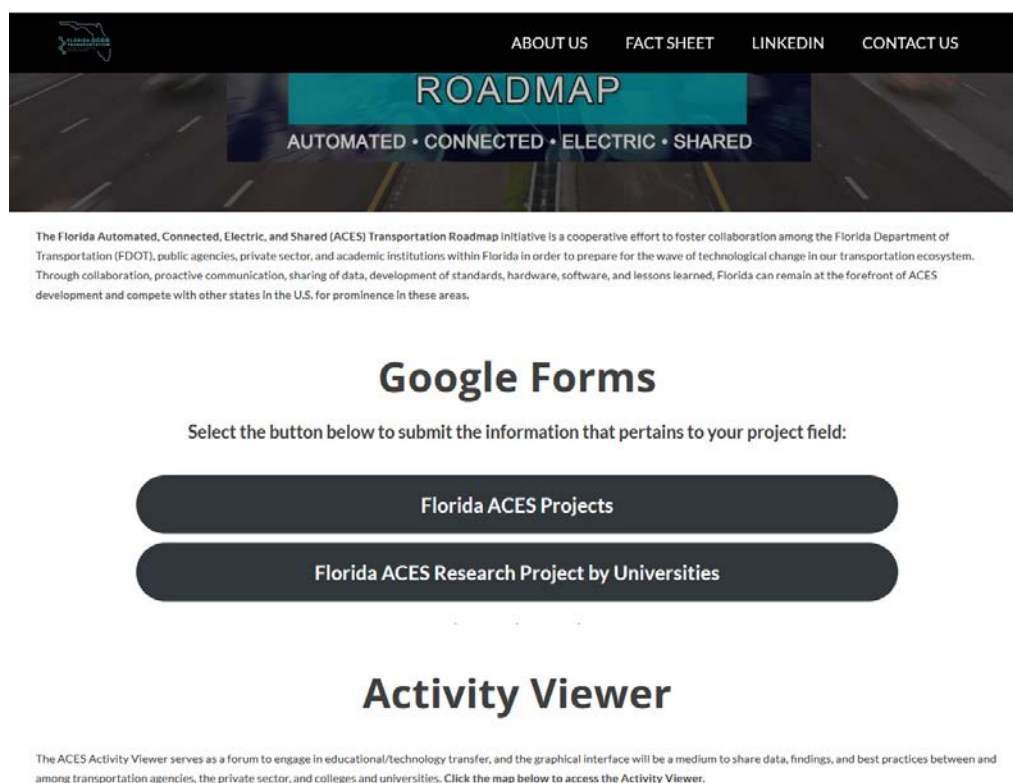 FLORIDA ACES
TRANSPORTATION
ABOUT US FACT SHEET LINKEDIN CONTACT US
ROADMAP
AUTOMATED • CONNECTED • ELECTRIC • SHARED
The Florida Automated, Connected, Electric, and Shared (ACES) Transportation Roadmap initiative is a cooperative effort to foster collaboration among the Florida Department of
Transportation (FDOT), public agencies, private sector, and academic institutions within Florida in order to prepare for the wave of technological change in our transportation ecosystem.
Through collaboration, proactive communication, sharing of data, development of standards, hardware, software, and lessons learned, Florida can remain at the forefront of ACES
development and compete with other states in the U.S. for prominence in these areas.
Google Forms
Select the button below to submit the information that pertains to your project field:
Florida ACES Projects
Florida ACES Research Project by Universities
Activity Viewer
The ACES Activity Viewer serves as a forum to engage in educational/technology transfer, and the graphical interface will be a medium to share data, findings, and best practices between and
among transportation agencies, the private sector, and colleges and universities. Click the map below to access the Activity Viewer.